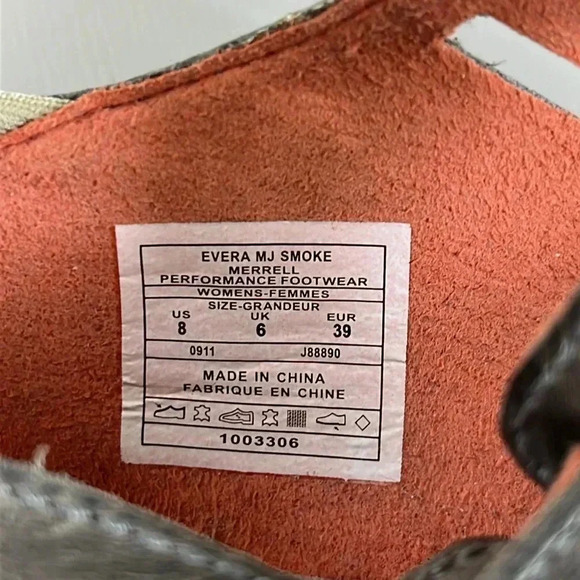 EVERA MJ SMOKE
MERRELL
PERFORMANCE FOOTWEAR
WOMENS-FEMMES
SIZE-GRANDEUR
US UK EUR
8 6 39
0911 J88890
MADE IN CHINA
FABRIQUE EN CHINE
1003306